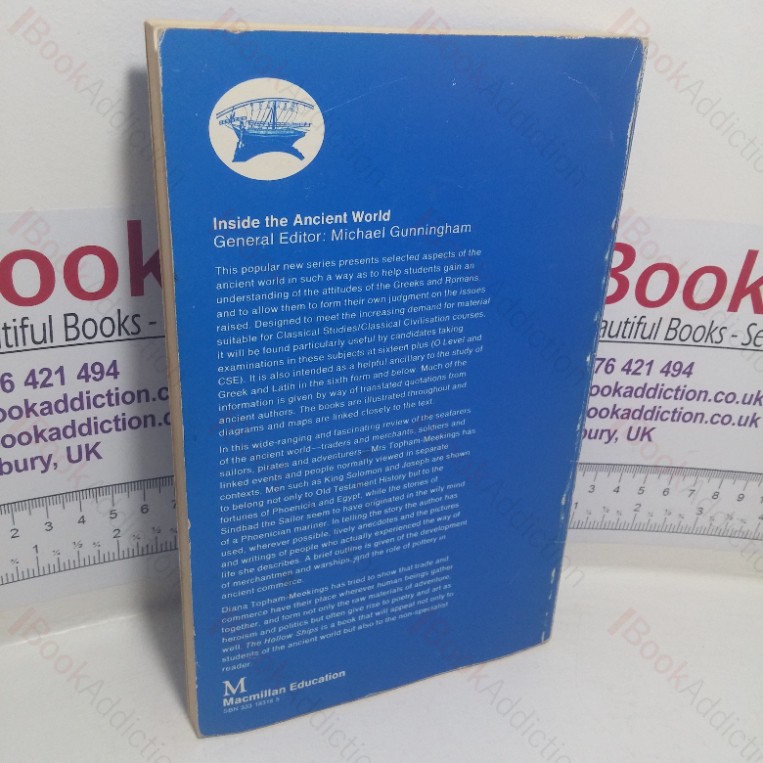 Inside the Ancient World
General Editor: Michael Gunningham
This popular new series presents selected aspects of the
ancient world in such a way as to help students gain an
understanding of the attitudes of the Greeks and Romans,
and to allow them to form their own judgment on the issues
raised. Designed to meet the increasing demand for material
suitable for Classical Studies/Classical Civilisation courses,
it will be found particularly useful by candidates taking
examinations in these subjects at sixteen plus (O Level and
CSE). It is also intended as a helpful ancillary to the study of
Greek and Latin in the sixth form and below. Much of the
information is given by way of translated quotations from
ancient authors. The books are illustrated throughout and
diagrams and maps are linked closely to the text.
In this wide-ranging and fascinating review of the seafarers
of the ancient world—traders and merchants, soldiers and
sailors, pirates and adventurers—Mrs Topham-Meekings has
linked events and people normally viewed in separate
contexts. Men such as King Solomon and Joseph are shown
to belong not only to Old Testament History but to the
fortunes of Phoenicia and Egypt, while the stories of
Sindbad the Sailor seem to have originated in the wily mind
of a Phoenician mariner. In telling the story the author has
used, wherever possible, lively anecdotes and the pictures
and writings of people who actually experienced the way of
life she describes. A brief outline is given of the development
of merchantmen and warships, and the role of pottery in
ancient commerce.
Diana Topham-Meekings has tried to show that trade and
commerce have their place wherever human beings gather
together, and form not only the raw materials of adventure,
heroism and politics but often give rise to poetry and art as
well. The Hollow Ships is a book that will appeal not only to
students of the ancient world but also to the non-specialist
reader.
M
Macmillan Education
ook
utiful Books -
76 421 494
ookaddiction.co.uk
ookaddiction.co.uk
bury, UK
Book
autiful Books - Se
76 421 494
ookaddiction.co.uk
ookaddiction.co.uk
bury, UK
BookAddiction